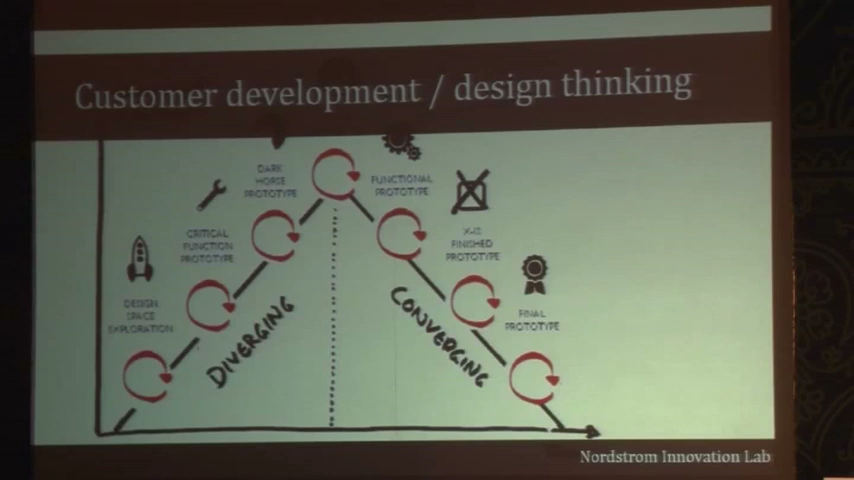 Customer development / design thinking
DARK
HORSE
PROTOTYPE
FUNCTIONAL
PROTOTYPE
CRITICAL
FUNCTION
PROTOTYPE
X-IS
FINISHED
PROTOTYPE
DESIGN
SPACE
EXPLORATION
FINAL
PROTOTYPE
DIVERGING
CONVERGING
Nordstrom Innovation Lab